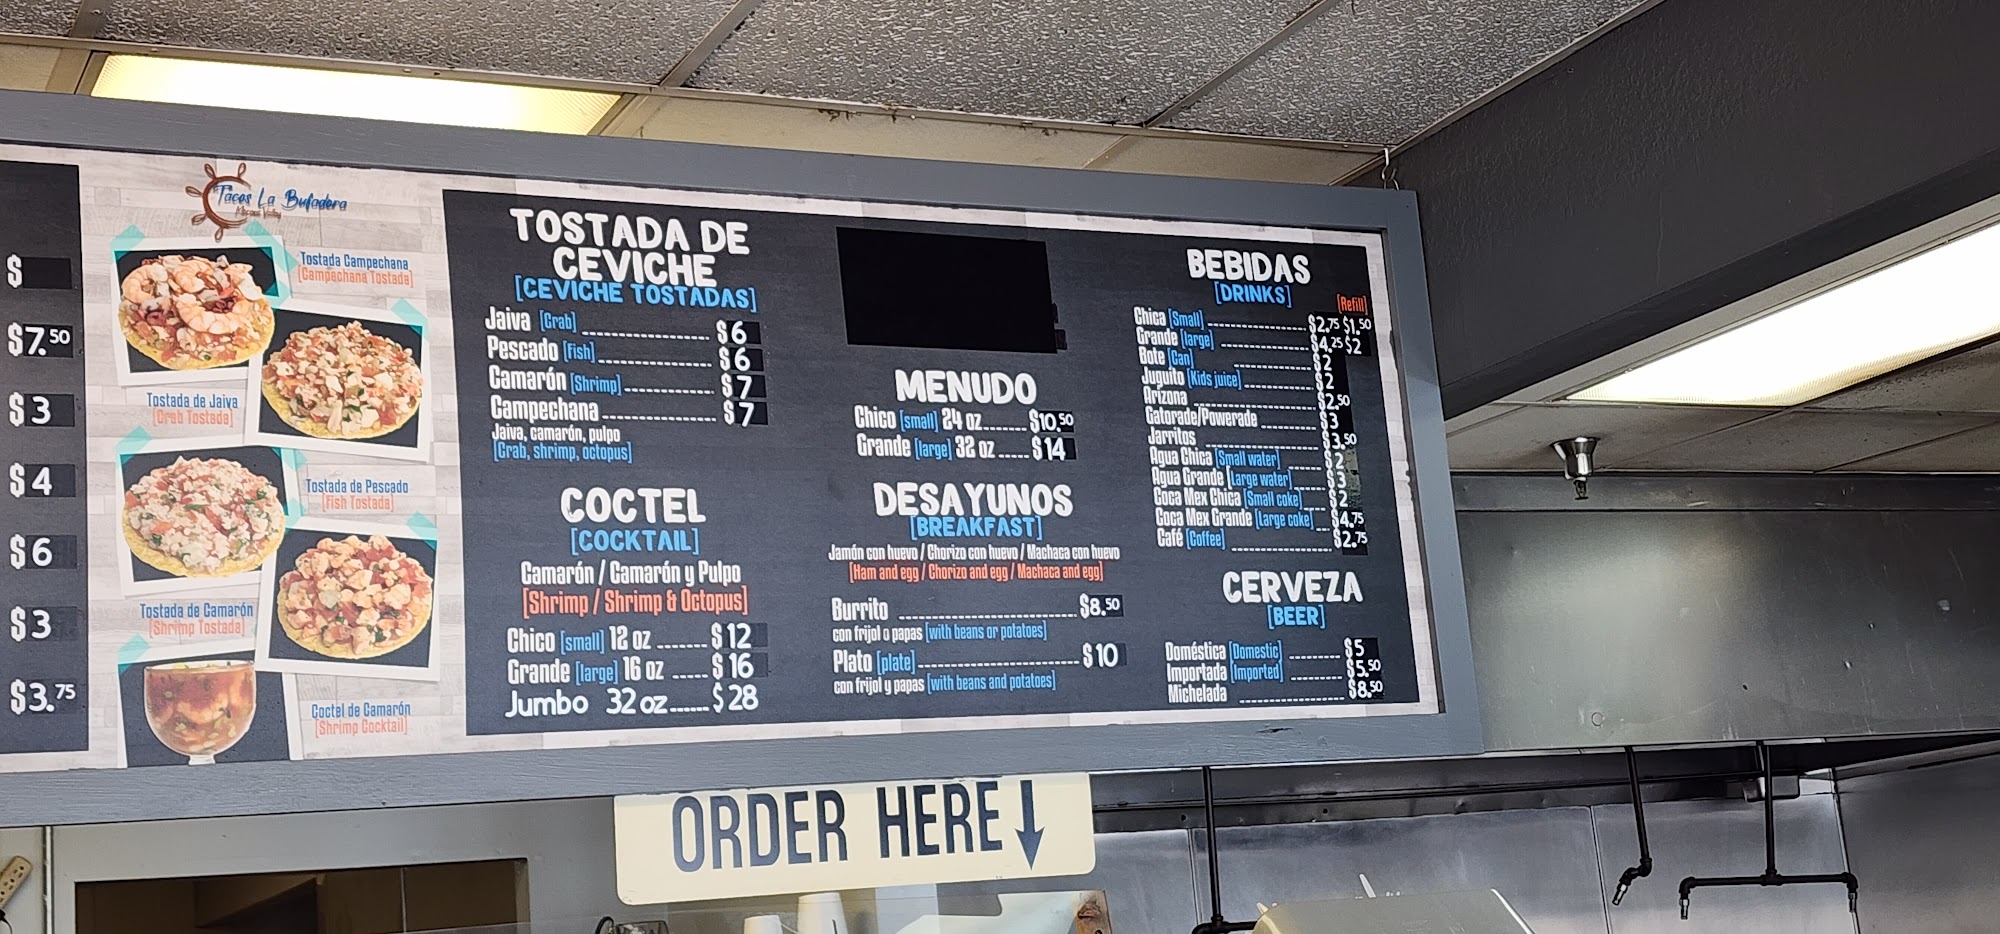 $
$7.50
$3
$4
$6
$3
$3.75
Tacos La Bufadora
Tostada Campechana
[Campechana Tostada]
Tostada de Jaiva
[Crab Tostada]
Tostada de Pescado
[Fish Tostada]
Tostada de Camarón
[Shrimp Tostada]
Coctel de Camarón
[Shrimp Cocktail]
TOSTADA DE
CEVICHE
[CEVICHE TOSTADAS]
Jaiva [Crab] $6
Pescado [Fish] $6
Camarón [Shrimp] $7
Campechana $7
Jaiva, camarón, pulpo
[Crab, shrimp, octopus]
COCTEL
[COCKTAIL]
Camarón / Camarón y Pulpo
[Shrimp / Shrimp & Octopus]
Chico [small] 12 oz ....... $12
Grande [large] 16 oz ..... $16
Jumbo 32 oz...... $28
MENUDO
Chico [small] 24 oz....... $10.50
Grande [large] 32 oz ..... $14
DESAYUNOS
[BREAKFAST]
Jamón con huevo / Chorizo con huevo / Machaca con huevo
[Ham and egg / Chorizo and egg / Machaca and egg]
Burrito $8.50
con frijol o papas [with beans or potatoes]
Plato [plate] $10
con frijol y papas [with beans and potatoes]
BEBIDAS
[DRINKS]
[Refill]
Chica [Small] $2.75 $1.50
Grande [large] $4.25 $2
Bote [Can] $2
Juguito [Kids juice] $2
Arizona $2.50
Gatorade/Powerade $3
Jarritos $3.50
Agua Chica [Small water] $2
Agua Grande [Large water] $3
Coca Mex Chica [Small coke] $2
Coca Mex Grande [Large coke] $4.75
Café [Coffee] $2.75
CERVEZA
[BEER]
Doméstica [Domestic] $5
Importada [Imported] $5.50
Michelada $8.50
ORDER HERE↓